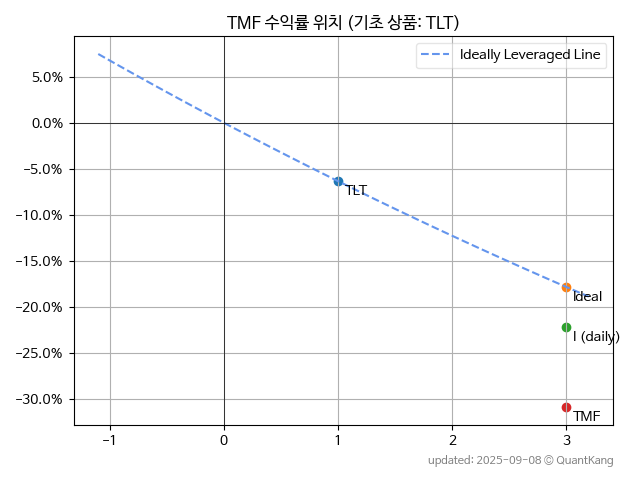 TMF 수익률 위치 (기초 상품: TLT)
Ideally Leveraged Line
5.0%
0.0%
−5.0%
−10.0%
−15.0%
−20.0%
−25.0%
−30.0%
TLT
Ideal
I (daily)
TMF
−1
0
1
2
3
updated: 2025-09-08 © QuantKang